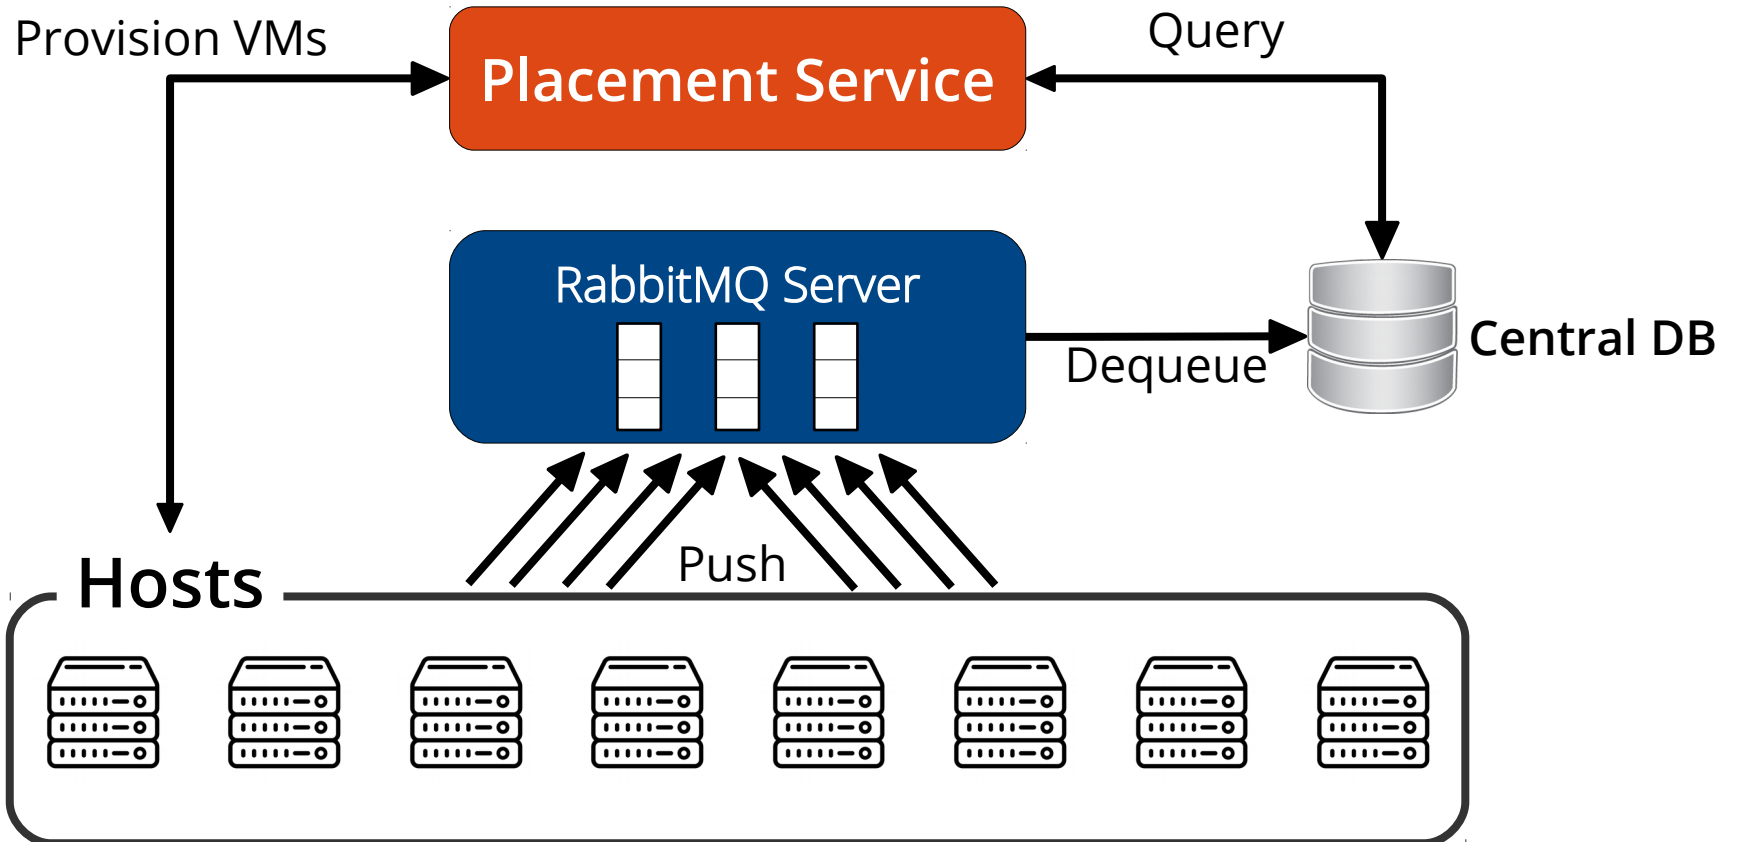 Provision VMs
Placement Service
Query
RabbitMQ Server
Dequeue
Central DB
Push
Hosts